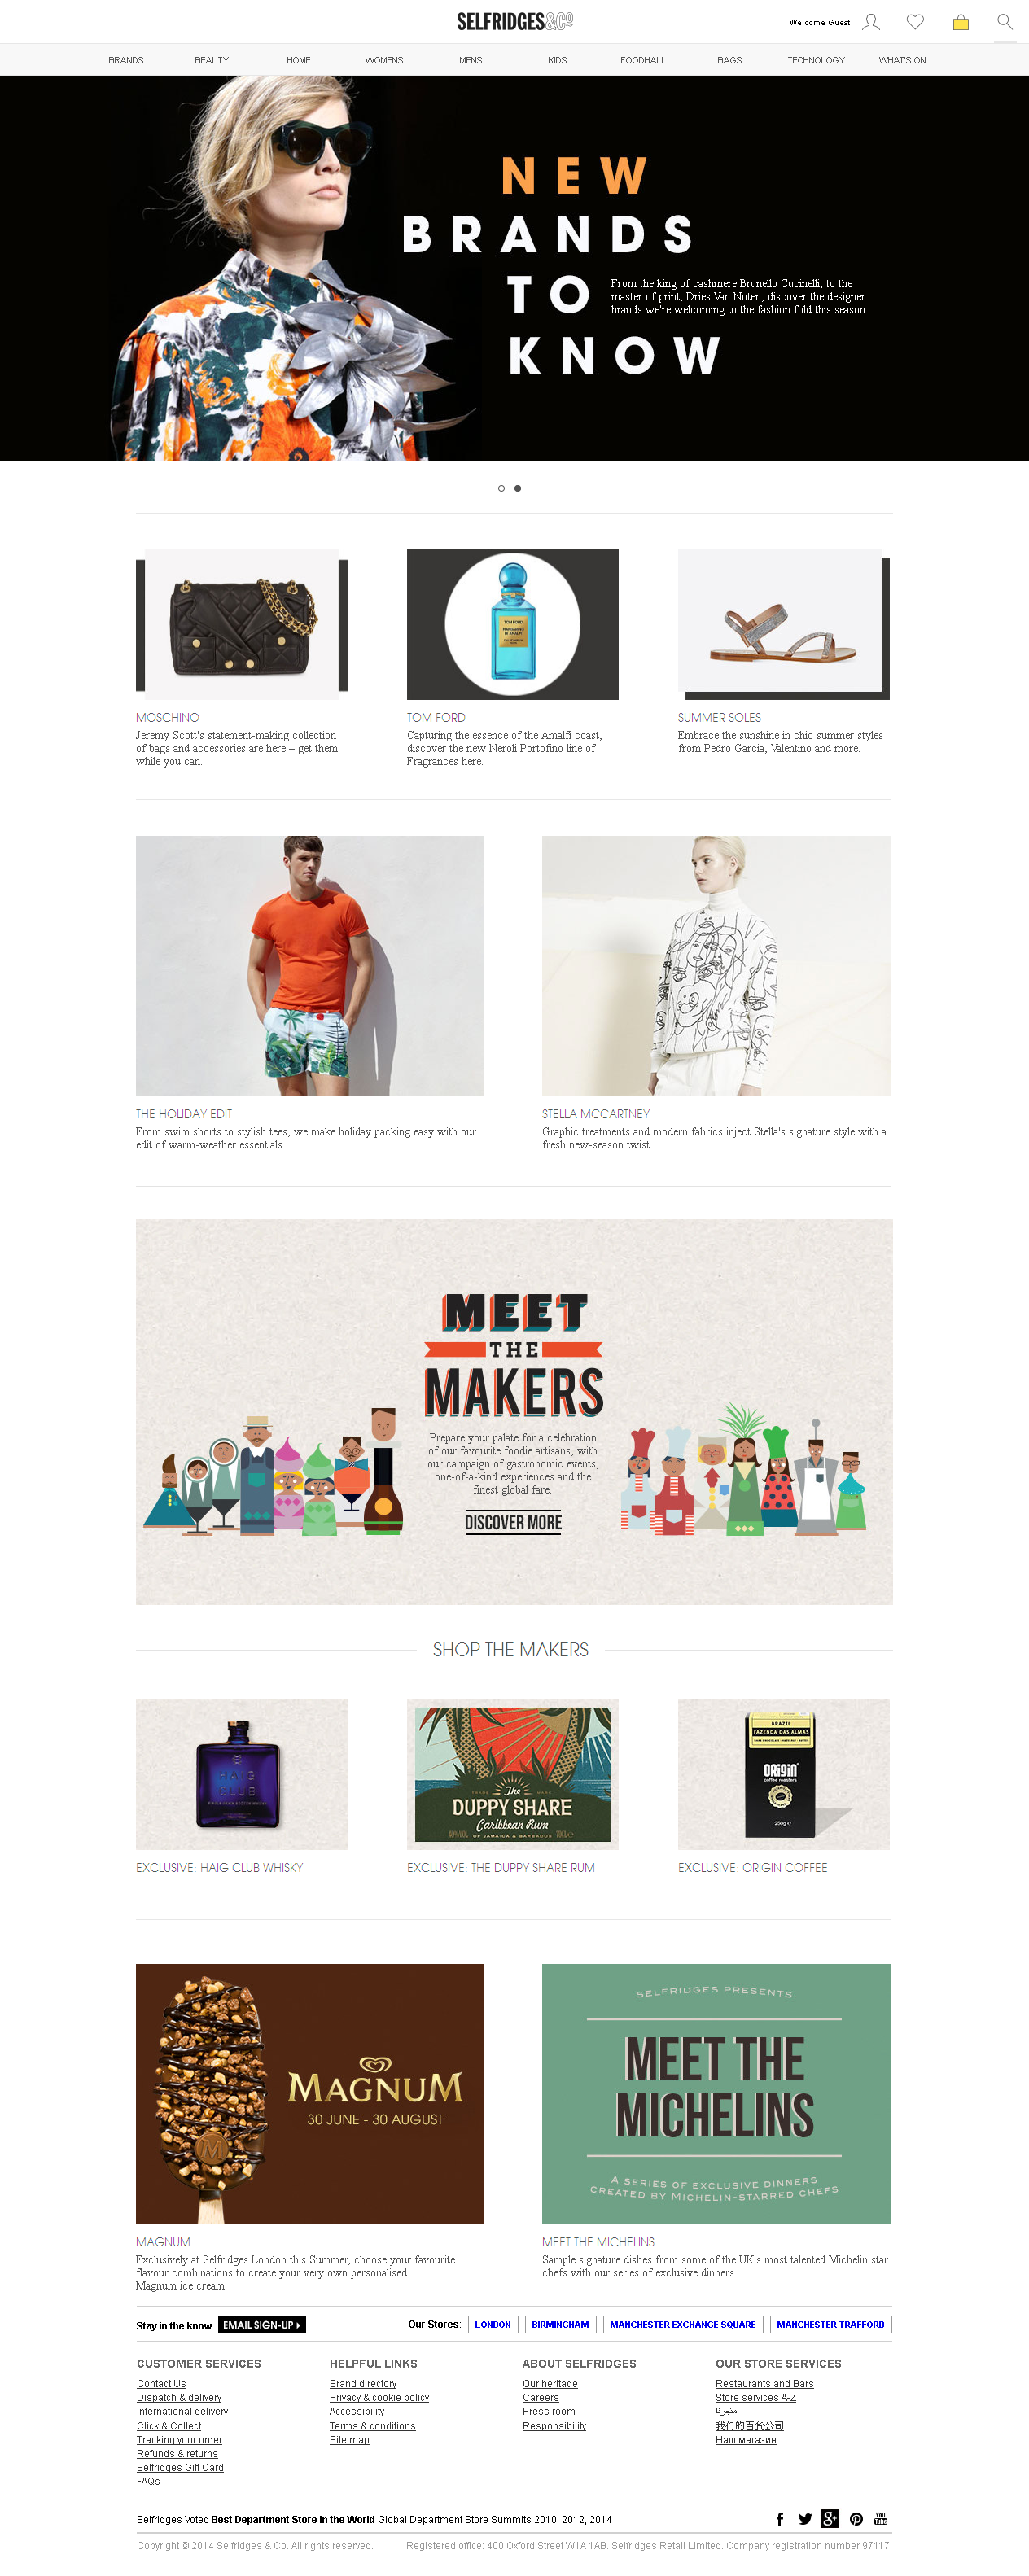 SELFRIDGES&CO
Welcome Guest
BRANDS
BEAUTY
HOME
WOMENS
MENS
KIDS
FOODHALL
BAGS
TECHNOLOGY
WHAT'S ON
NEW
BRANDS
TO
KNOW
From the king of cashmere Brunello Cucinelli, to the
master of print, Dries Van Noten, discover the designer
brands we're welcoming to the fashion fold this season.
TOM FORD
MOSCHINO
Jeremy Scott's statement-making collection
of bags and accessories are here – get them
while you can.
TOM FORD
Capturing the essence of the Amalfi coast,
discover the new Neroli Portofino line of
Fragrances here.
SUMMER SOLES
Embrace the sunshine in chic summer styles
from Pedro Garcia, Valentino and more.
THE HOLIDAY EDIT
From swim shorts to stylish tees, we make holiday packing easy with our
edit of warm-weather essentials.
STELLA MCCARTNEY
Graphic treatments and modern fabrics inject Stella's signature style with a
fresh new-season twist.
MEET
THE
MAKERS
Prepare your palate for a celebration
of our favourite foodie artisans, with
our campaign of gastronomic events,
one-of-a-kind experiences and the
finest global fare.
DISCOVER MORE
SHOP THE MAKERS
HAIG
CLUB
The
DUPPY SHARE
Caribbean Rum
OF JAMAICA & BARBADOS
BRAZIL
FAZENDA DAS ALMAS
ORIGIN
coffee roasters
250g
EXCLUSIVE: HAIG CLUB WHISKY
EXCLUSIVE: THE DUPPY SHARE RUM
EXCLUSIVE: ORIGIN COFFEE
M
MAGNUM
30 JUNE - 30 AUGUST
SELFRIDGES PRESENTS
MEET THE
MICHELINS
A SERIES OF EXCLUSIVE DINNERS
CREATED BY MICHELIN-STARRED CHEFS
MAGNUM
Exclusively at Selfridges London this Summer, choose your favourite
flavour combinations to create your very own personalised
Magnum ice cream.
MEET THE MICHELINS
Sample signature dishes from some of the UK's most talented Michelin star
chefs with our series of exclusive dinners.
Stay in the know
EMAIL SIGN-UP
Our Stores:
LONDON
BIRMINGHAM
MANCHESTER EXCHANGE SQUARE
MANCHESTER TRAFFORD
CUSTOMER SERVICES
Contact Us
Dispatch & delivery
International delivery
Click & Collect
Tracking your order
Refunds & returns
Selfridges Gift Card
FAQs
HELPFUL LINKS
Brand directory
Privacy & cookie policy
Accessibility
Terms & conditions
Site map
ABOUT SELFRIDGES
Our heritage
Careers
Press room
Responsibility
OUR STORE SERVICES
Restaurants and Bars
Store services A-Z
متجرنا
我们的百货公司
Наш магазин
Selfridges Voted Best Department Store in the World Global Department Store Summits 2010, 2012, 2014
You
Tube
Copyright © 2014 Selfridges & Co. All rights reserved.
Registered office: 400 Oxford Street W1A 1AB. Selfridges Retail Limited. Company registration number 97117.